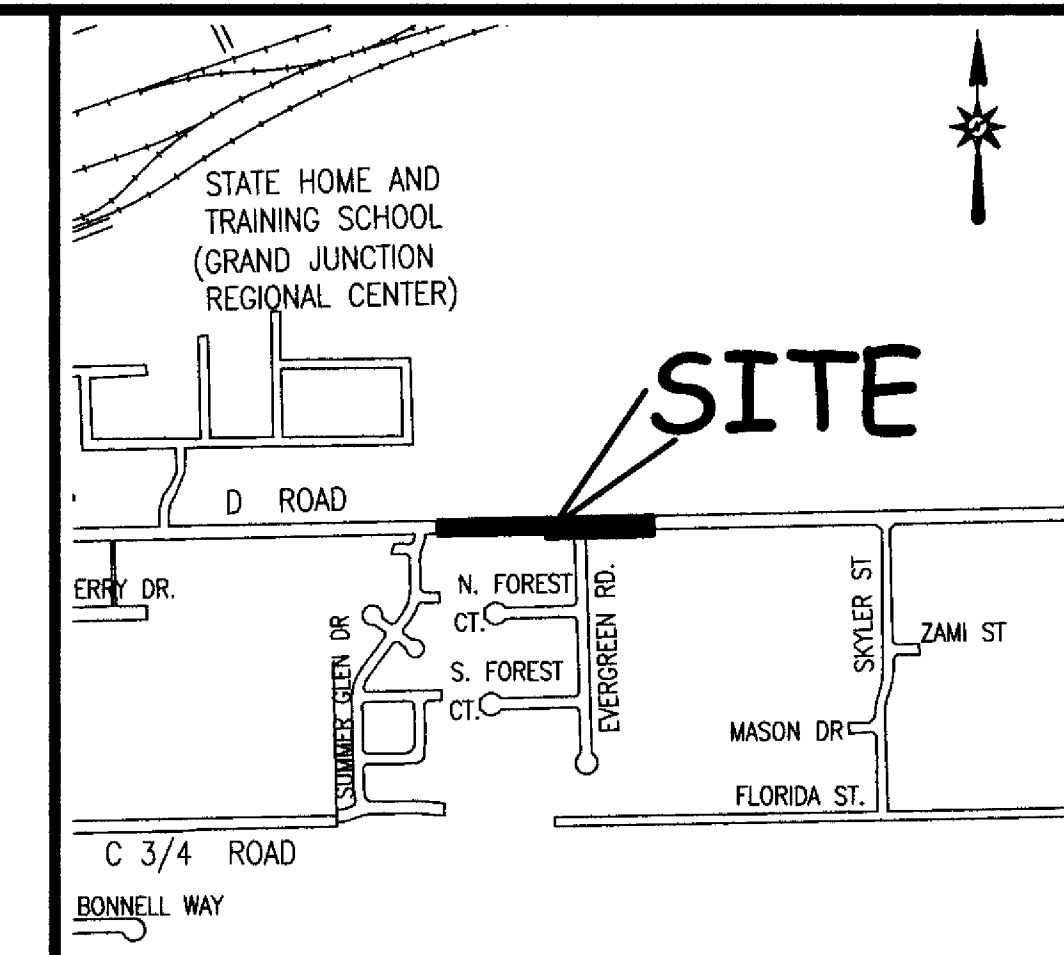 STATE HOME AND
TRAINING SCHOOL
(GRAND JUNCTION
REGIONAL CENTER)
SITE
D ROAD
ERRY DR.
N. FOREST
CT.
S. FOREST
CT.
SUMMER GLEN DR
EVERGREEN RD.
SKYLER ST
ZAMI ST
MASON DR
FLORIDA ST.
C 3/4 ROAD
BONNELL WAY